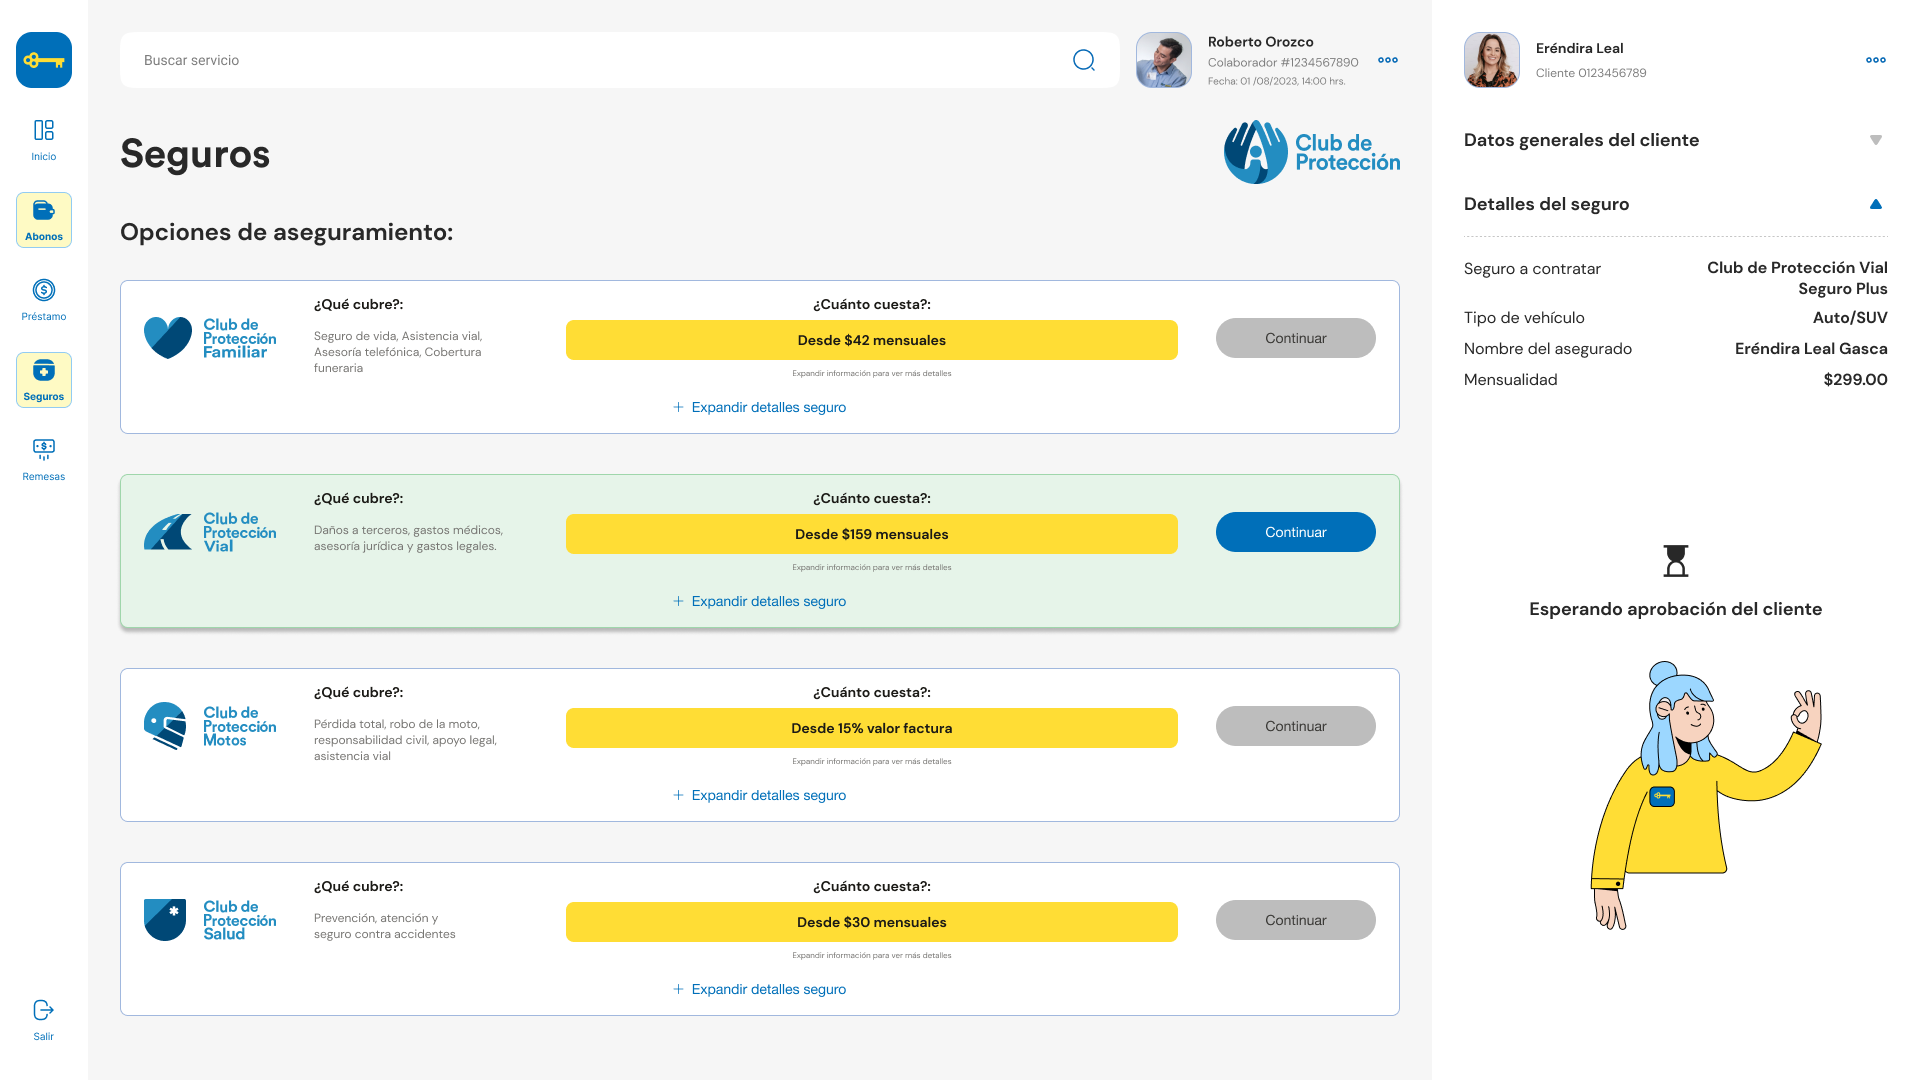 Inicio
Abonos
Préstamo
Seguros
Remesas
Salir
Buscar servicio
Roberto Orozco
Colaborador #1234567890
Fecha: 01 /08/2023, 14:00 hrs.
Seguros
Club de
Protección
Opciones de aseguramiento:
Club de
Protección
Familiar
¿Qué cubre?:
Seguro de vida, Asistencia vial,
Asesoría telefónica, Cobertura
funeraria
¿Cuánto cuesta?:
Desde $42 mensuales
Expandir información para ver más detalles
Continuar
+ Expandir detalles seguro
Club de
Protección
Vial
¿Qué cubre?:
Daños a terceros, gastos médicos,
asesoría jurídica y gastos legales.
¿Cuánto cuesta?:
Desde $159 mensuales
Expandir información para ver más detalles
Continuar
+ Expandir detalles seguro
Club de
Protección
Motos
¿Qué cubre?:
Pérdida total, robo de la moto,
responsabilidad civil, apoyo legal,
asistencia vial
¿Cuánto cuesta?:
Desde 15% valor factura
Expandir información para ver más detalles
Continuar
+ Expandir detalles seguro
Club de
Protección
Salud
¿Qué cubre?:
Prevención, atención y
seguro contra accidentes
¿Cuánto cuesta?:
Desde $30 mensuales
Expandir información para ver más detalles
Continuar
+ Expandir detalles seguro
Eréndira Leal
Cliente 0123456789
Datos generales del cliente
Detalles del seguro
Seguro a contratar Club de Protección Vial
Seguro Plus
Tipo de vehículo Auto/SUV
Nombre del asegurado Eréndira Leal Gasca
Mensualidad $299.00
Esperando aprobación del cliente